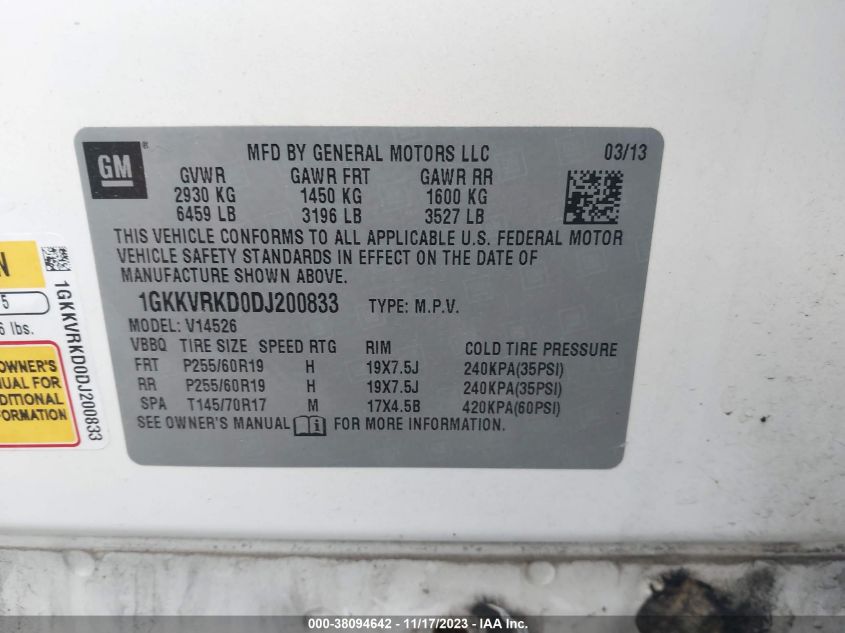 GM
MFD BY GENERAL MOTORS LLC 03/13
GVWR GAWR FRT GAWR RR
2930 KG 1450 KG 1600 KG
6459 LB 3196 LB 3527 LB
THIS VEHICLE CONFORMS TO ALL APPLICABLE U.S. FEDERAL MOTOR
VEHICLE SAFETY STANDARDS IN EFFECT ON THE DATE OF
MANUFACTURE SHOWN ABOVE.
1GKKVRKD0DJ200833 TYPE: M.P.V.
MODEL: V14526
VBBQ TIRE SIZE SPEED RTG RIM COLD TIRE PRESSURE
FRT P255/60R19 H 19X7.5J 240KPA(35PSI)
RR P255/60R19 H 19X7.5J 240KPA(35PSI)
SPA T145/70R17 M 17X4.5B 420KPA(60PSI)
SEE OWNER'S MANUAL i FOR MORE INFORMATION.
N
5
6 lbs.
OWNER'S
UAL FOR
DITIONAL
FORMATION
1GKKVRKD0DJ200833
000-38094642 - 11/17/2023 - IAA Inc.